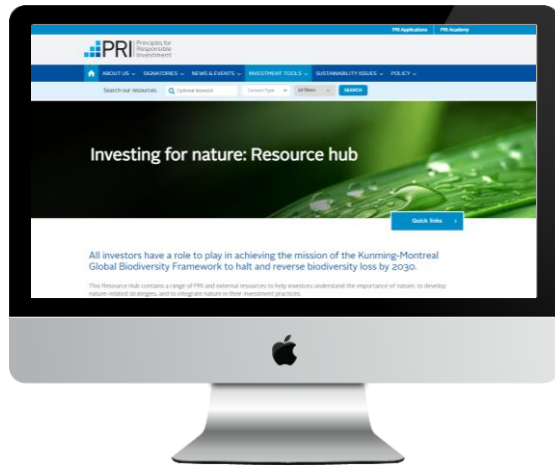 PRI Applications PRI Academy
PRI Principles for
Responsible
Investment
ABOUT US SIGNATORIES NEWS & EVENTS INVESTMENT TOOLS SUSTAINABILITY ISSUES POLICY
Search our resources Optional keyword Content Type All filters SEARCH
Investing for nature: Resource hub
Quick links
All investors have a role to play in achieving the mission of the Kunming-Montreal
Global Biodiversity Framework to halt and reverse biodiversity loss by 2030.
This Resource Hub contains a range of PRI and external resources to help investors understand the importance of nature, to develop
nature-related strategies, and to integrate nature in their investment practices.